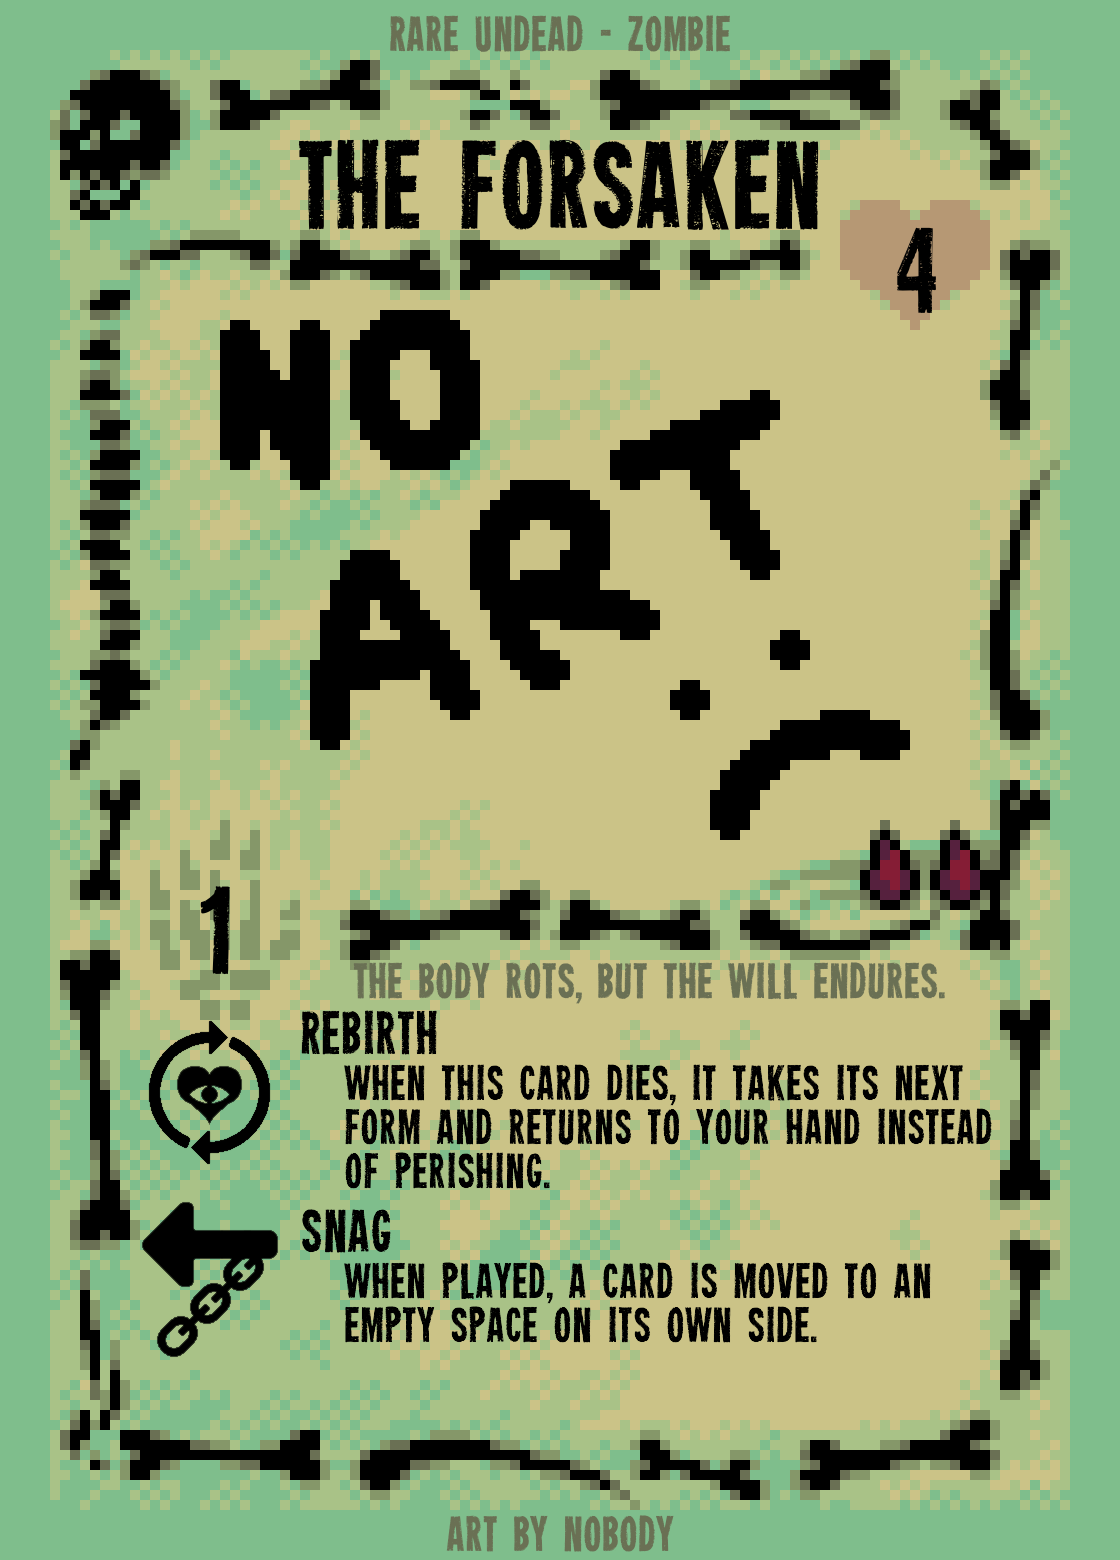 RARE UNDEAD - ZOMBIE
THE FORSAKEN
4
NO
ART
:(
1
THE BODY ROTS, BUT THE WILL ENDURES.
REBIRTH
WHEN THIS CARD DIES, IT TAKES ITS NEXT
FORM AND RETURNS TO YOUR HAND INSTEAD
OF PERISHING.
SNAG
WHEN PLAYED, A CARD IS MOVED TO AN
EMPTY SPACE ON ITS OWN SIDE.
ART BY NOBODY